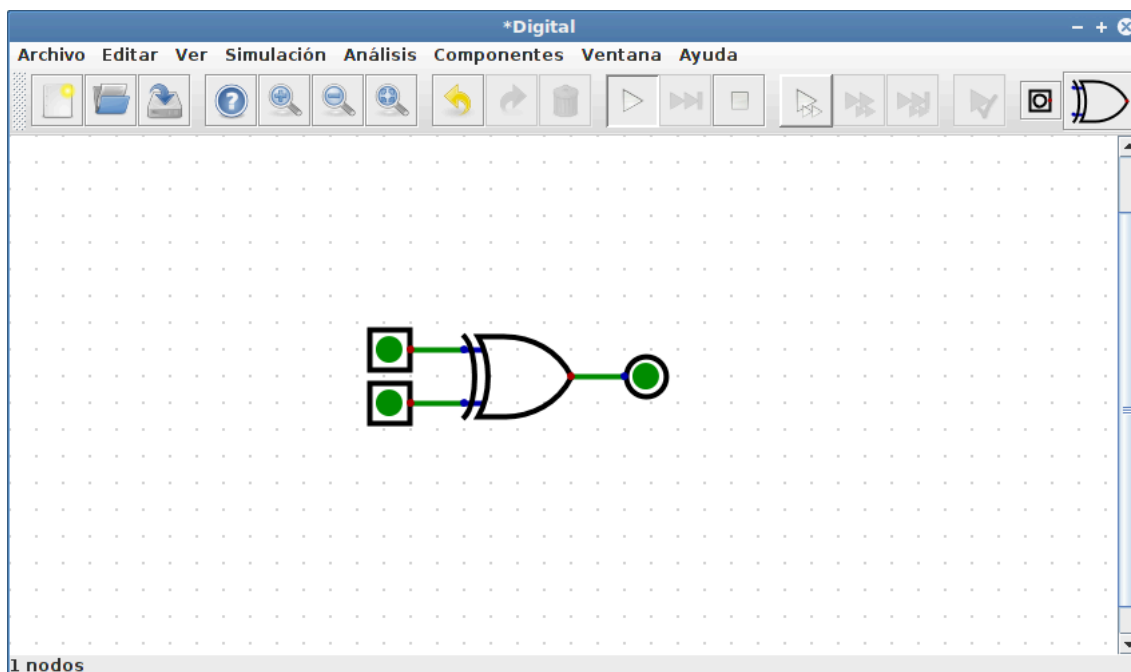 *Digital
Archivo Editar Ver Simulación Análisis Componentes Ventana Ayuda
1 nodos